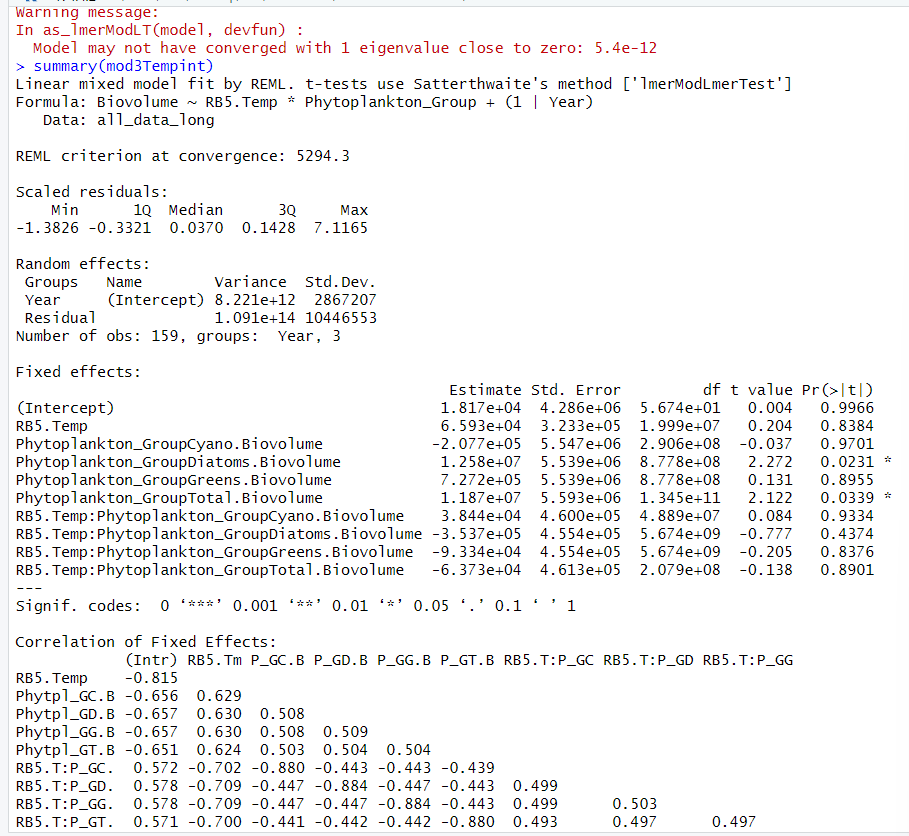 Warning message:
In as_lmerModLT(model, devfun) :
  Model may not have converged with 1 eigenvalue close to zero: 5.4e-12
> summary(mod3Tempint)
Linear mixed model fit by REML. t-tests use Satterthwaite's method ['lmerModLmerTest']
Formula: Biovolume ~ RB5.Temp * Phytoplankton_Group + (1 | Year)
   Data: all_data_long

REML criterion at convergence: 5294.3

Scaled residuals:
    Min      1Q  Median      3Q     Max
-1.3826 -0.3321  0.0370  0.1428  7.1165

Random effects:
 Groups   Name        Variance  Std.Dev.
 Year     (Intercept) 8.221e+12  2867207
 Residual             1.091e+14 10446553
Number of obs: 159, groups:  Year, 3

Fixed effects:
                                                Estimate Std. Error         df t value Pr(>|t|)
(Intercept)                                    1.817e+04  4.286e+06  5.674e+01   0.004   0.9966
RB5.Temp                                       6.593e+04  3.233e+05  1.999e+07   0.204   0.8384
Phytoplankton_GroupCyano.Biovolume            -2.077e+05  5.547e+06  2.906e+08  -0.037   0.9701
Phytoplankton_GroupDiatoms.Biovolume           1.258e+07  5.539e+06  8.778e+08   2.272   0.0231 *
Phytoplankton_GroupGreens.Biovolume            7.272e+05  5.539e+06  8.778e+08   0.131   0.8955
Phytoplankton_GroupTotal.Biovolume             1.187e+07  5.593e+06  1.345e+11   2.122   0.0339 *
RB5.Temp:Phytoplankton_GroupCyano.Biovolume    3.844e+04  4.600e+05  4.889e+07   0.084   0.9334
RB5.Temp:Phytoplankton_GroupDiatoms.Biovolume -3.537e+05  4.554e+05  5.674e+09  -0.777   0.4374
RB5.Temp:Phytoplankton_GroupGreens.Biovolume  -9.334e+04  4.554e+05  5.674e+09  -0.205   0.8376
RB5.Temp:Phytoplankton_GroupTotal.Biovolume   -6.373e+04  4.613e+05  2.079e+08  -0.138   0.8901
---
Signif. codes:  0 ‘***’ 0.001 ‘**’ 0.01 ‘*’ 0.05 ‘.’ 0.1 ‘ ’ 1

Correlation of Fixed Effects:
            (Intr) RB5.Tm P_GC.B P_GD.B P_GG.B P_GT.B RB5.T:P_GC RB5.T:P_GD RB5.T:P_GG
RB5.Temp    -0.815
Phytpl_GC.B -0.656  0.629
Phytpl_GD.B -0.657  0.630  0.508
Phytpl_GG.B -0.657  0.630  0.508  0.509
Phytpl_GT.B -0.651  0.624  0.503  0.504  0.504
RB5.T:P_GC.  0.572 -0.702 -0.880 -0.443 -0.443 -0.439
RB5.T:P_GD.  0.578 -0.709 -0.447 -0.884 -0.447 -0.443  0.499
RB5.T:P_GG.  0.578 -0.709 -0.447 -0.447 -0.884 -0.443  0.499      0.503
RB5.T:P_GT.  0.571 -0.700 -0.441 -0.442 -0.442 -0.880  0.493      0.497      0.497